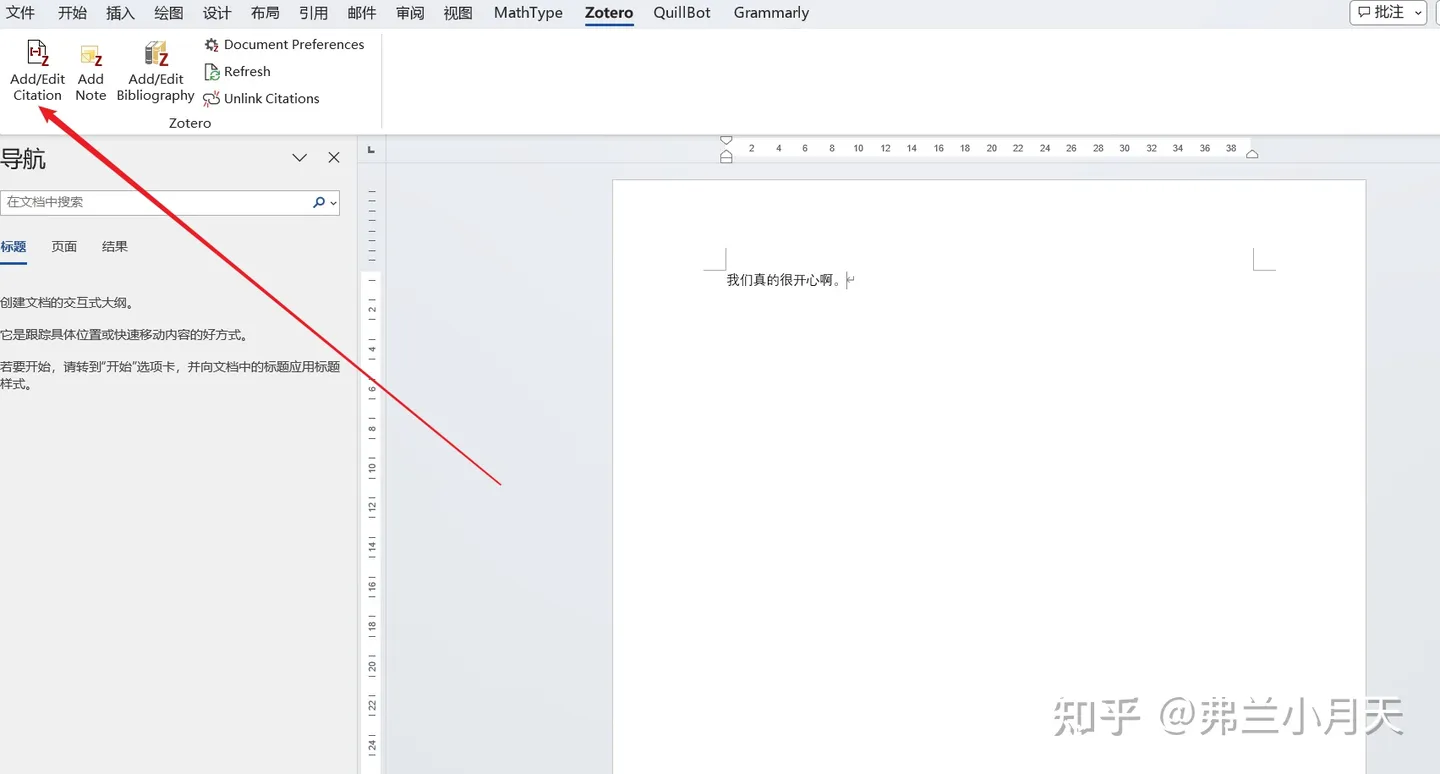 文件 开始 插入 绘图 设计 布局 引用 邮件 审阅 视图 MathType Zotero QuillBot Grammarly 批注
Add/Edit Citation
Add Note
Add/Edit Bibliography
Document Preferences
Refresh
Unlink Citations
Zotero
导航
在文档中搜索
标题 页面 结果
创建文档的交互式大纲。
它是跟踪具体位置或快速移动内容的好方式。
若要开始，请转到“开始”选项卡，并向文档中的标题应用标题
样式。
2 4 6 8 10 12 14 16 18 20 22 24 26 28 30 32 34 36 38
2
4
6
8
10
12
14
16
18
20
22
24
我们真的很开心啊。
知乎 @弗兰小月天